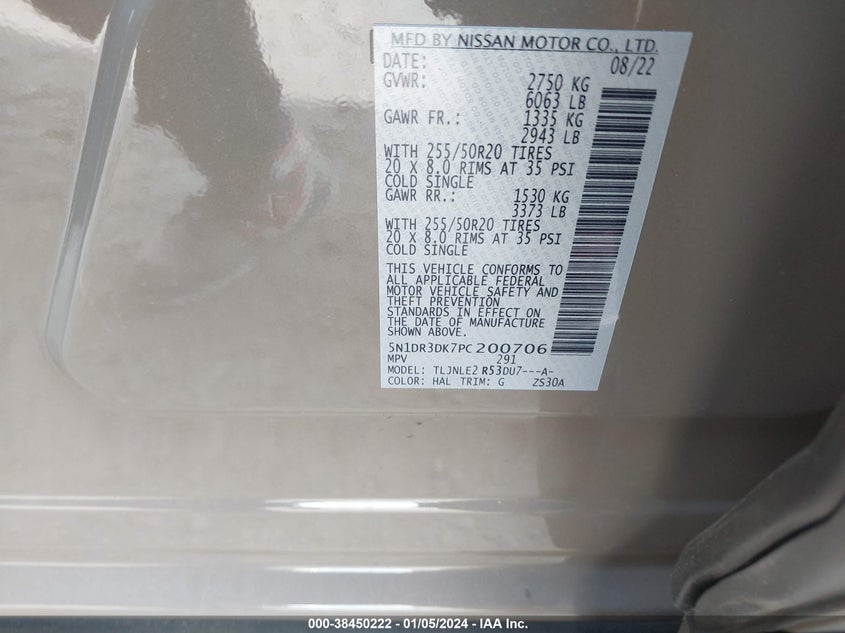 MFD BY NISSAN MOTOR CO., LTD.
DATE: 08/22
GVWR: 2750 KG
6063 LB
GAWR FR.: 1335 KG
2943 LB
WITH 255/50R20 TIRES
20 X 8.0 RIMS AT 35 PSI
COLD SINGLE
GAWR RR.: 1530 KG
3373 LB
WITH 255/50R20 TIRES
20 X 8.0 RIMS AT 35 PSI
COLD SINGLE
THIS VEHICLE CONFORMS TO
ALL APPLICABLE FEDERAL
MOTOR VEHICLE SAFETY AND
THEFT PREVENTION
STANDARDS IN EFFECT ON
THE DATE OF MANUFACTURE
SHOWN ABOVE.
5N1DR3DK7PC200706
MPV 291
MODEL: TLJNLE2 R53DU7---A-
COLOR: HAL TRIM: G ZS30A
000-38450222 - 01/05/2024 - IAA Inc.